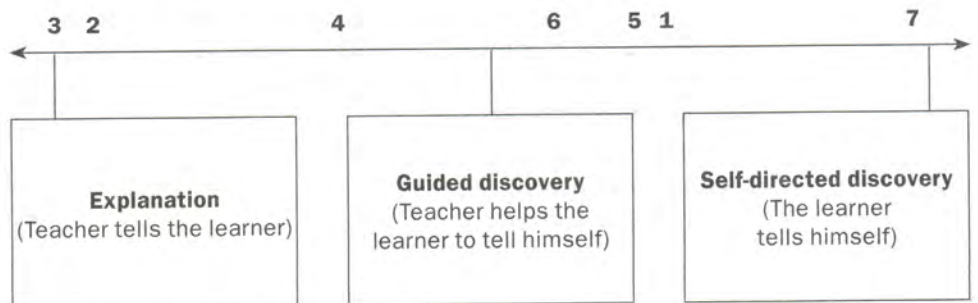 3 2 4 6 5 1 7
Explanation
(Teacher tells the learner)
Guided discovery
(Teacher helps the
learner to tell himself)
Self-directed discovery
(The learner
tells himself)